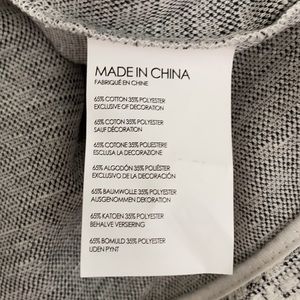 MADE IN CHINA
FABRIQUÉ EN CHINE
65% COTTON 35% POLYESTER
EXCLUSIVE OF DECORATION
65% COTON 35% POLYESTER
SAUF DÉCORATION
65% COTONE 35% POLIESTERE
ESCLUSA LA DECORAZIONE
65% ALGODÓN 35% POLIÉSTER
EXCLUSIVO DE LA DECORACIÓN
65% BAUMWOLLE 35% POLYESTER
AUSGENOMMEN DEKORATION
65% KATOEN 35% POLYESTER
BEHALVE VERSIERING
65% BOMULD 35% POLYESTER
UDEN PYNT